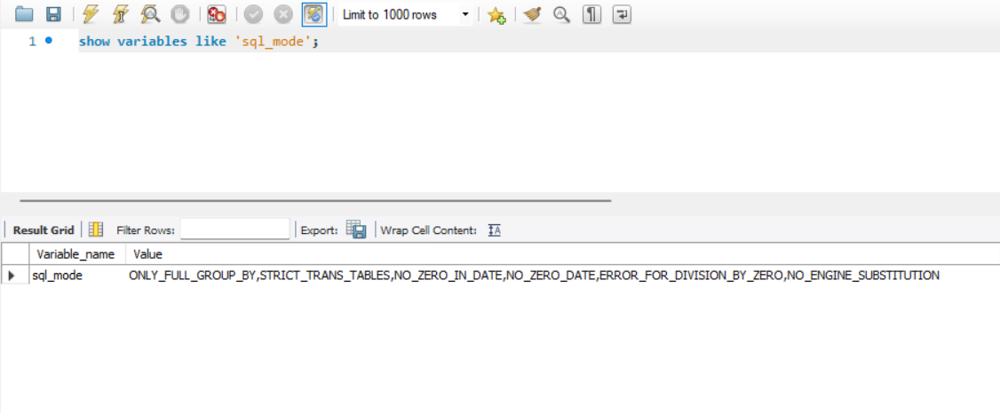 Limit to 1000 rows
1 show variables like 'sql_mode';
Result Grid Filter Rows: Export: Wrap Cell Content: IA
Variable_name Value
sql_mode ONLY_FULL_GROUP_BY,STRICT_TRANS_TABLES,NO_ZERO_IN_DATE,NO_ZERO_DATE,ERROR_FOR_DIVISION_BY_ZERO,NO_ENGINE_SUBSTITUTION